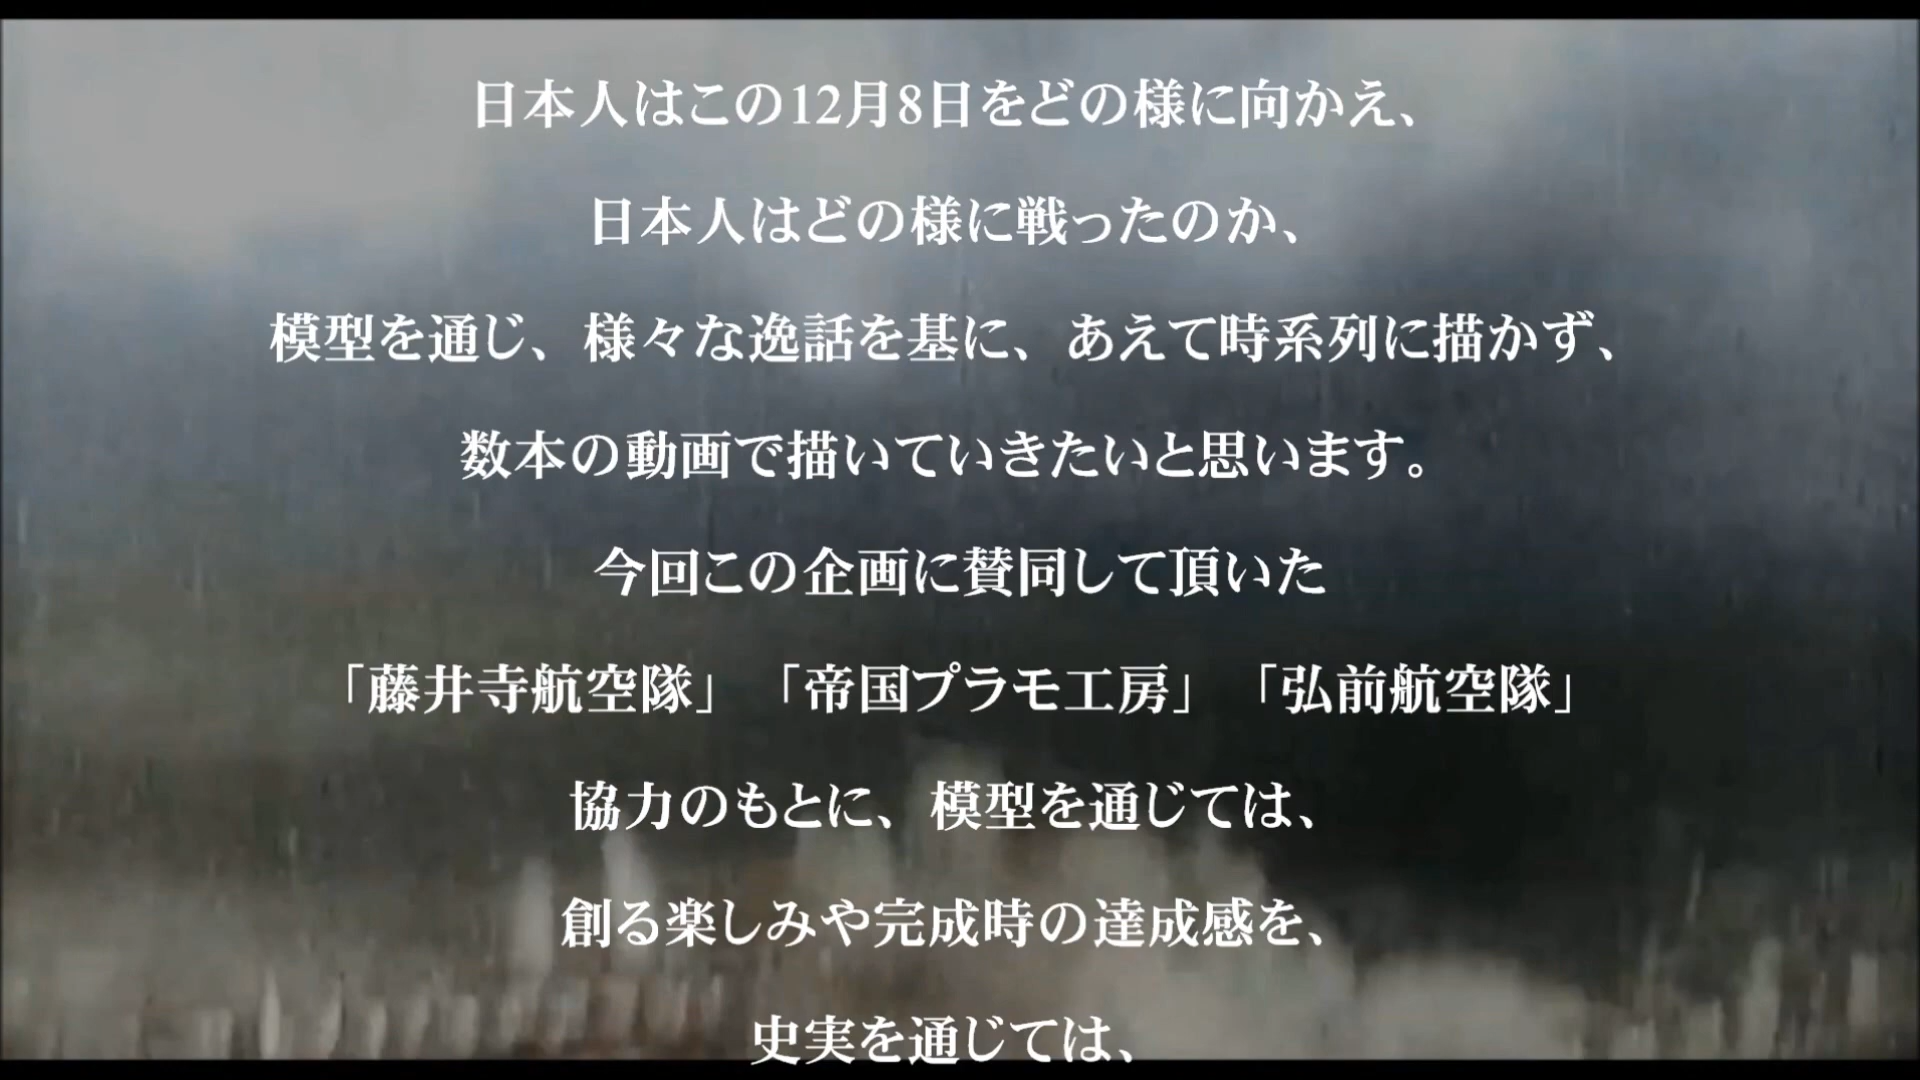 日本人はこの12月8日をどの様に向かえ、
日本人はどの様に戦ったのか、
模型を通じ、様々な逸話を基に、あえて時系列に描かず、
数本の動画で描いていきたいと思います。
今回この企画に賛同して頂いた
「藤井寺航空隊」「帝国プラモ工房」「弘前航空隊」
協力のもとに、模型を通じては、
創る楽しみや完成時の達成感を、
史実を通じては、